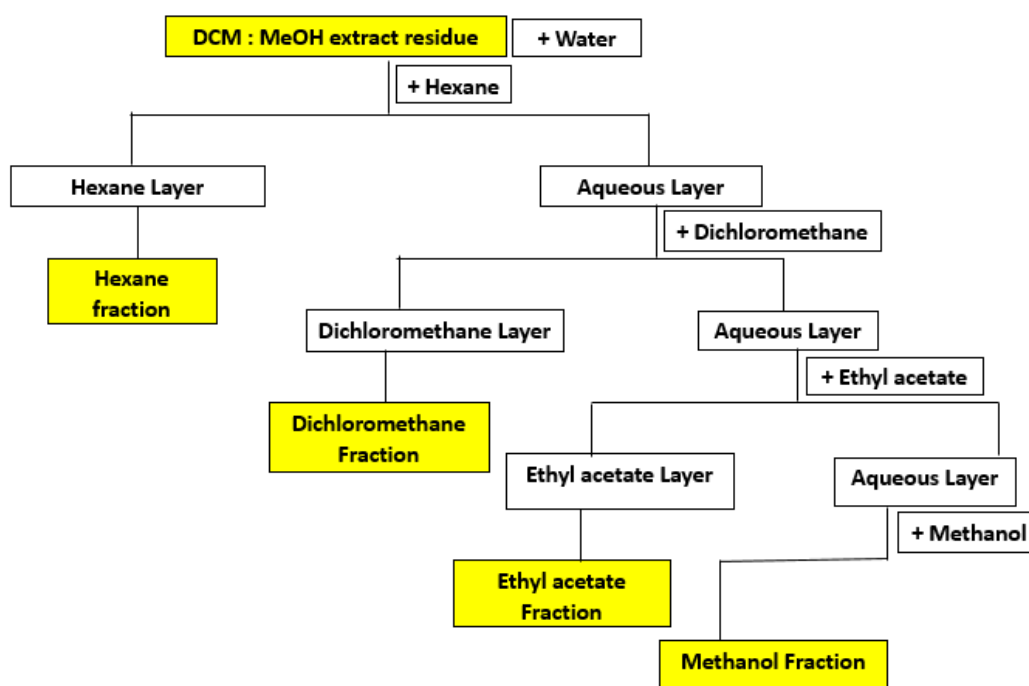 DCM : MeOH extract residue
+ Water
+ Hexane
Hexane Layer
Aqueous Layer
+ Dichloromethane
Hexane
fraction
Dichloromethane Layer
Aqueous Layer
+ Ethyl acetate
Dichloromethane
Fraction
Ethyl acetate Layer
Aqueous Layer
+ Methanol
Ethyl acetate
Fraction
Methanol Fraction